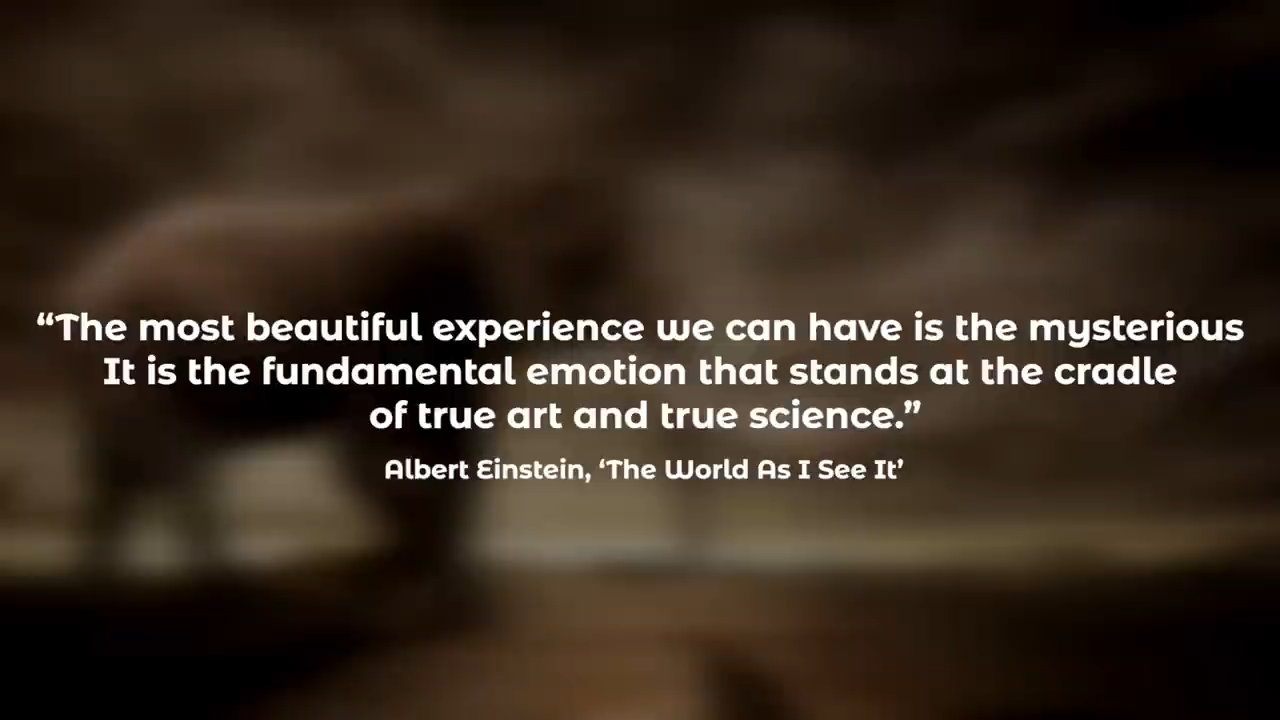 “The most beautiful experience we can have is the mysterious
It is the fundamental emotion that stands at the cradle
of true art and true science.”
Albert Einstein, ‘The World As I See It’